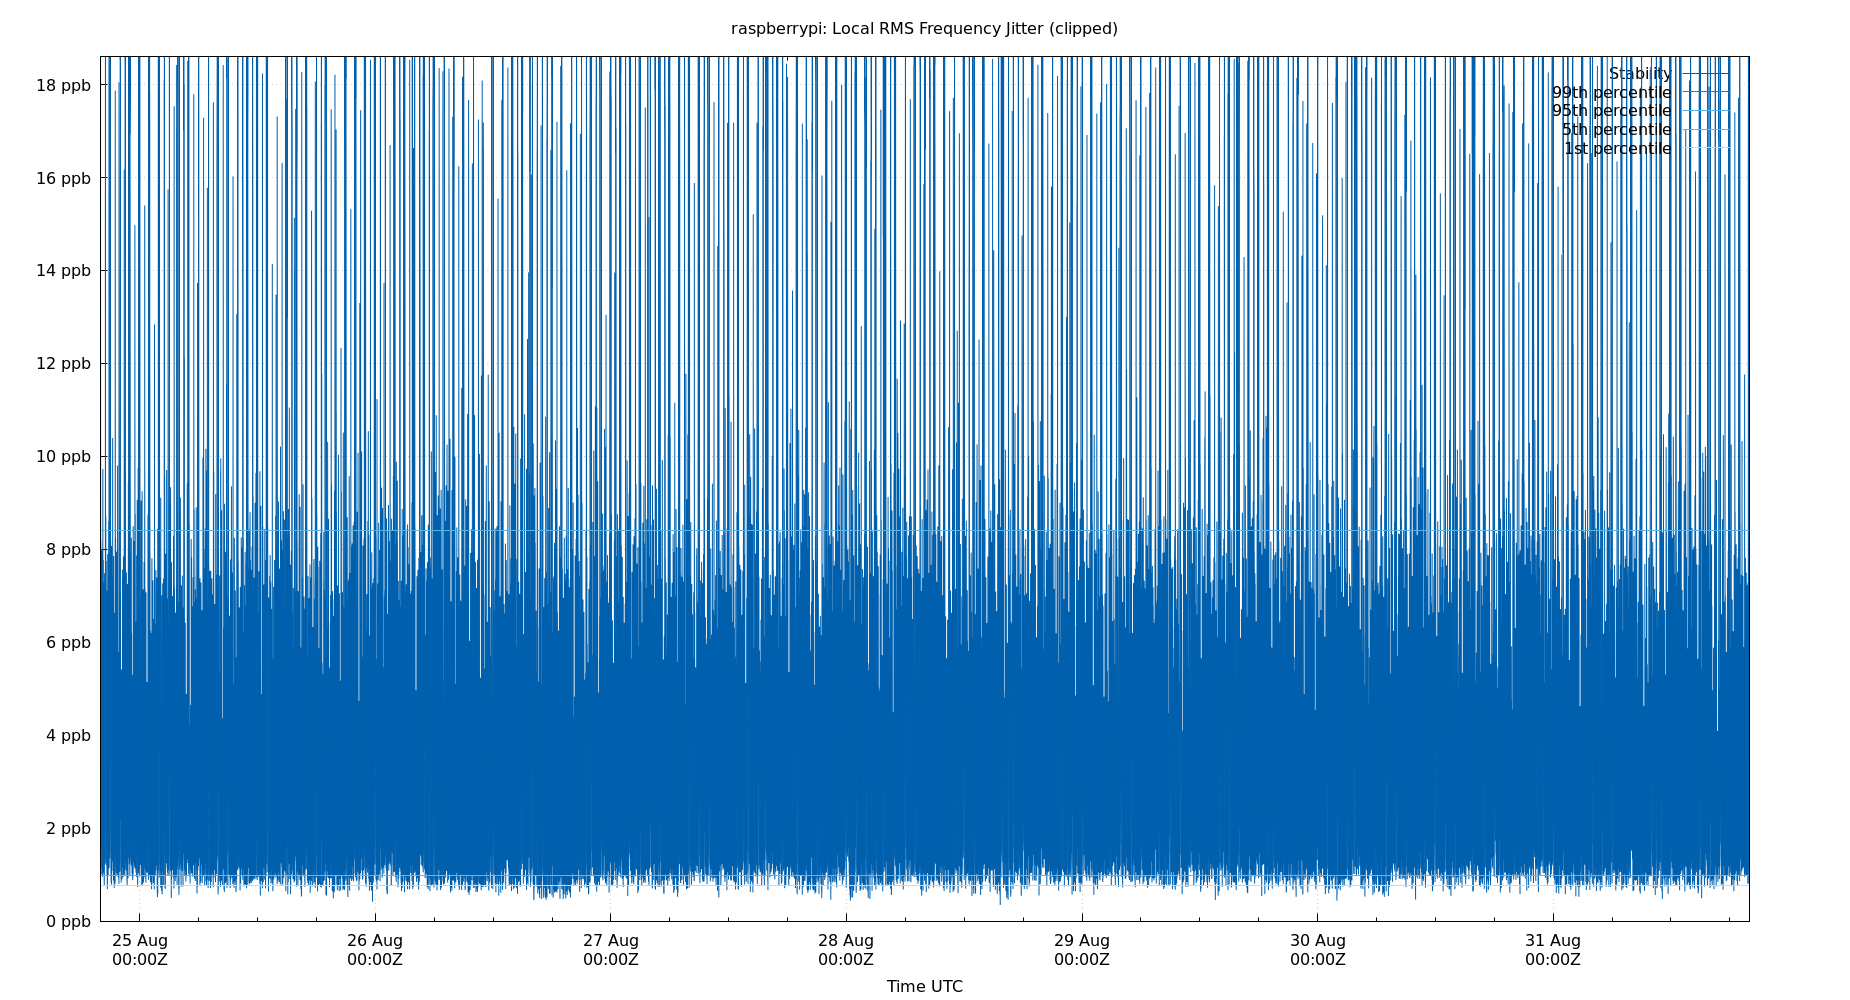 raspberrypi: Local RMS Frequency Jitter (clipped)
Stability
99th percentile
95th percentile
5th percentile
1st percentile
18 ppb
16 ppb
14 ppb
12 ppb
10 ppb
8 ppb
6 ppb
4 ppb
2 ppb
0 ppb
25 Aug 26 Aug 27 Aug 28 Aug 29 Aug 30 Aug 31 Aug
00:00Z 00:00Z 00:00Z 00:00Z 00:00Z 00:00Z 00:00Z
Time UTC